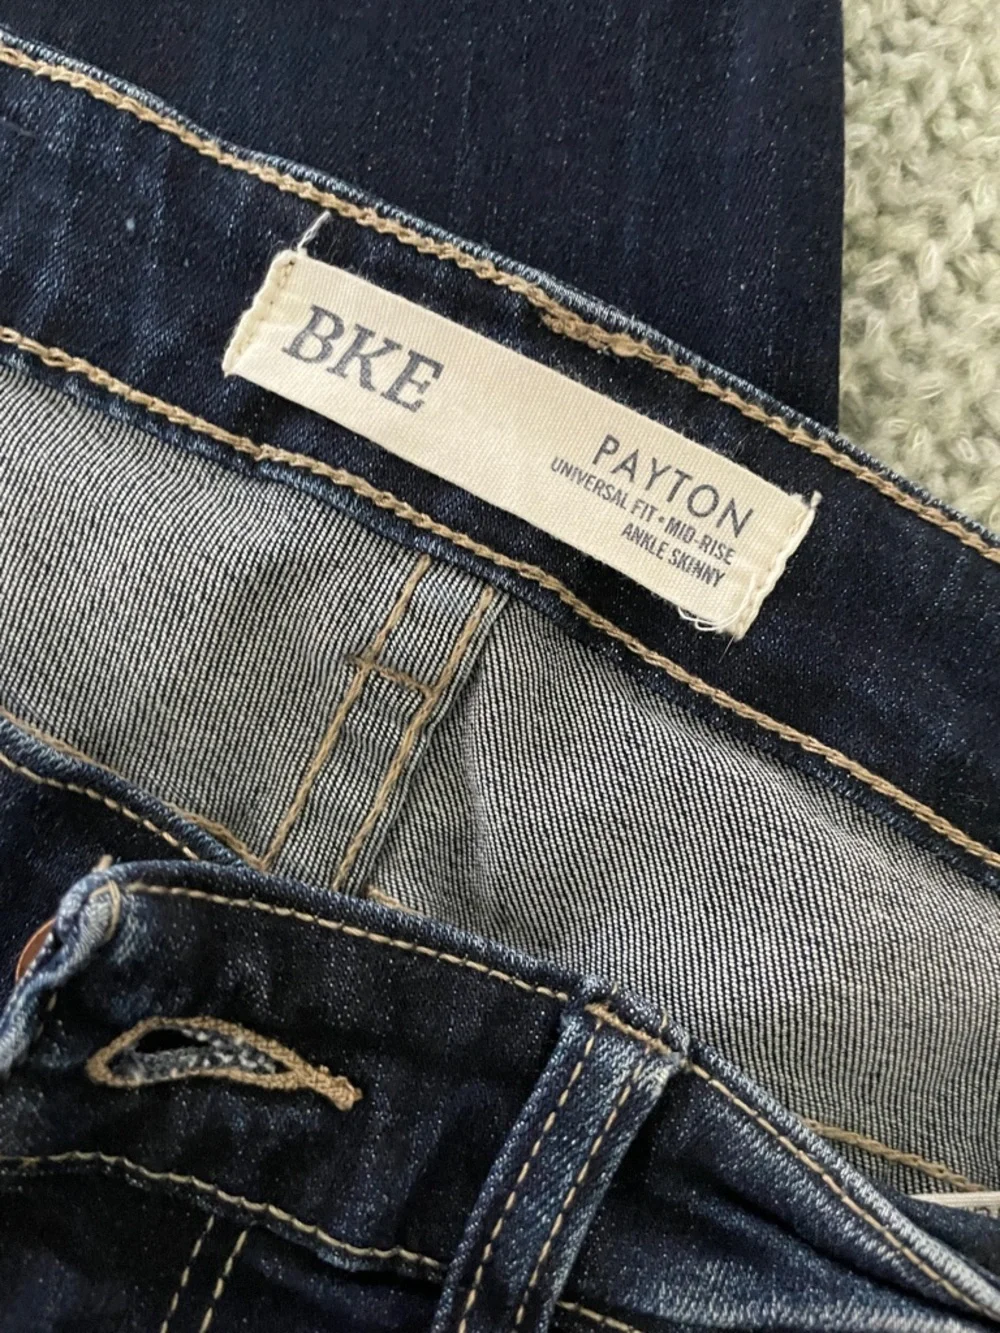 BKE
PAYTON
UNIVERSAL FIT • MID-RISE
ANKLE SKINNY